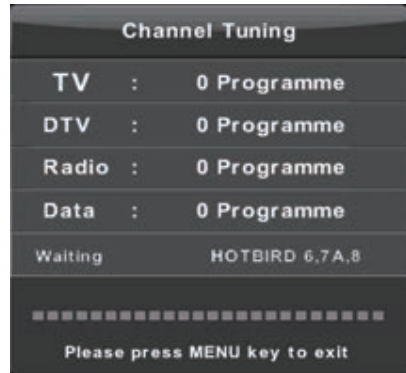 Channel Tuning
TV : 0 Programme
DTV : 0 Programme
Radio : 0 Programme
Data : 0 Programme
Waiting HOTBIRD 6,7A,8
Please press MENU key to exit